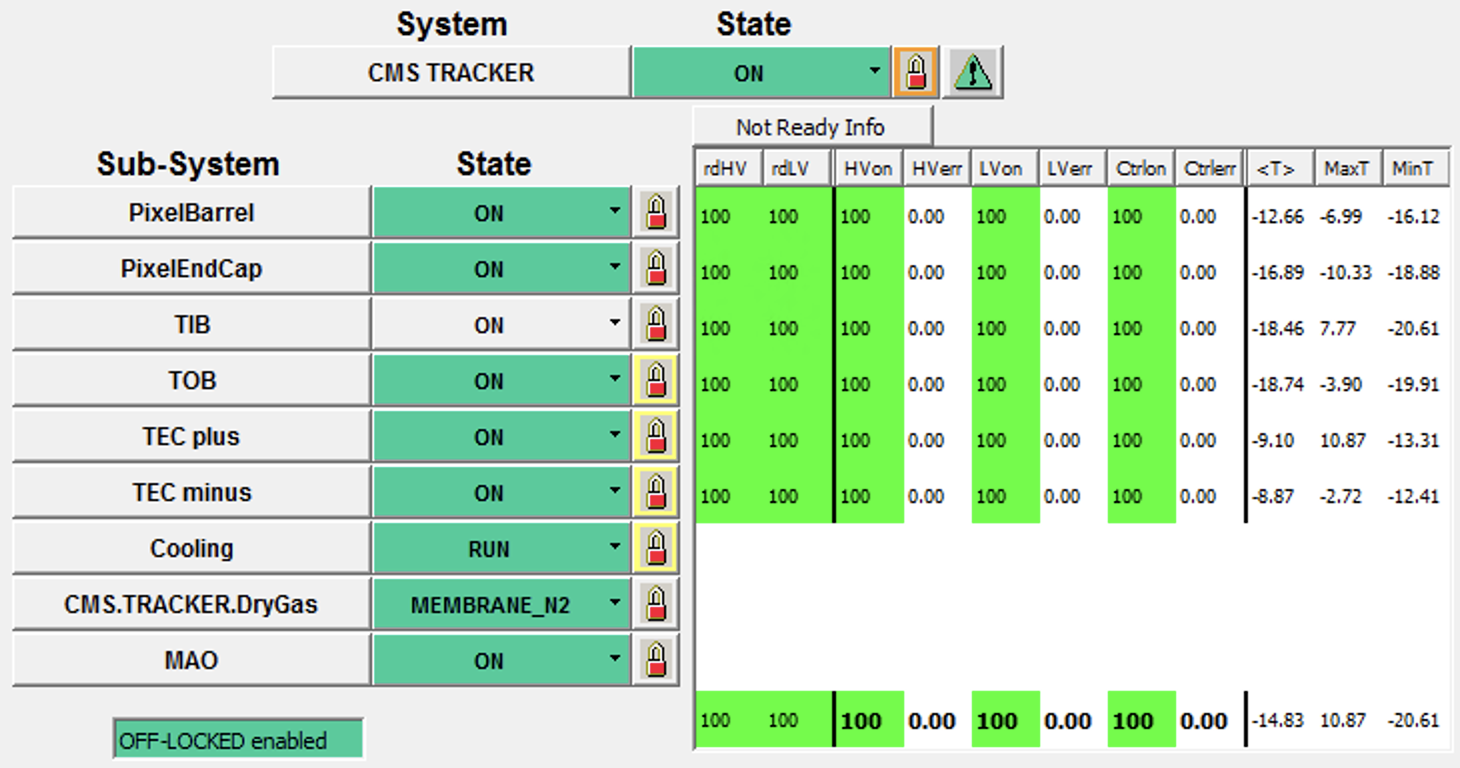 System State
CMS TRACKER ON
Not Ready Info
Sub-System State rdHV rdLV HVon HVerr LVon LVerr Ctrlon Ctrlerr <T> MaxT MinT
PixelBarrel ON 100 100 100 0.00 100 0.00 100 0.00 -12.66 -6.99 -16.12
PixelEndCap ON 100 100 100 0.00 100 0.00 100 0.00 -16.89 -10.33 -18.88
TIB ON 100 100 100 0.00 100 0.00 100 0.00 -18.46 7.77 -20.61
TOB ON 100 100 100 0.00 100 0.00 100 0.00 -18.74 -3.90 -19.91
TEC plus ON 100 100 100 0.00 100 0.00 100 0.00 -9.10 10.87 -13.31
TEC minus ON 100 100 100 0.00 100 0.00 100 0.00 -8.87 -2.72 -12.41
Cooling RUN
CMS.TRACKER.DryGas MEMBRANE_N2
MAO ON
100 100 100 0.00 100 0.00 100 0.00 -14.83 10.87 -20.61
OFF-LOCKED enabled